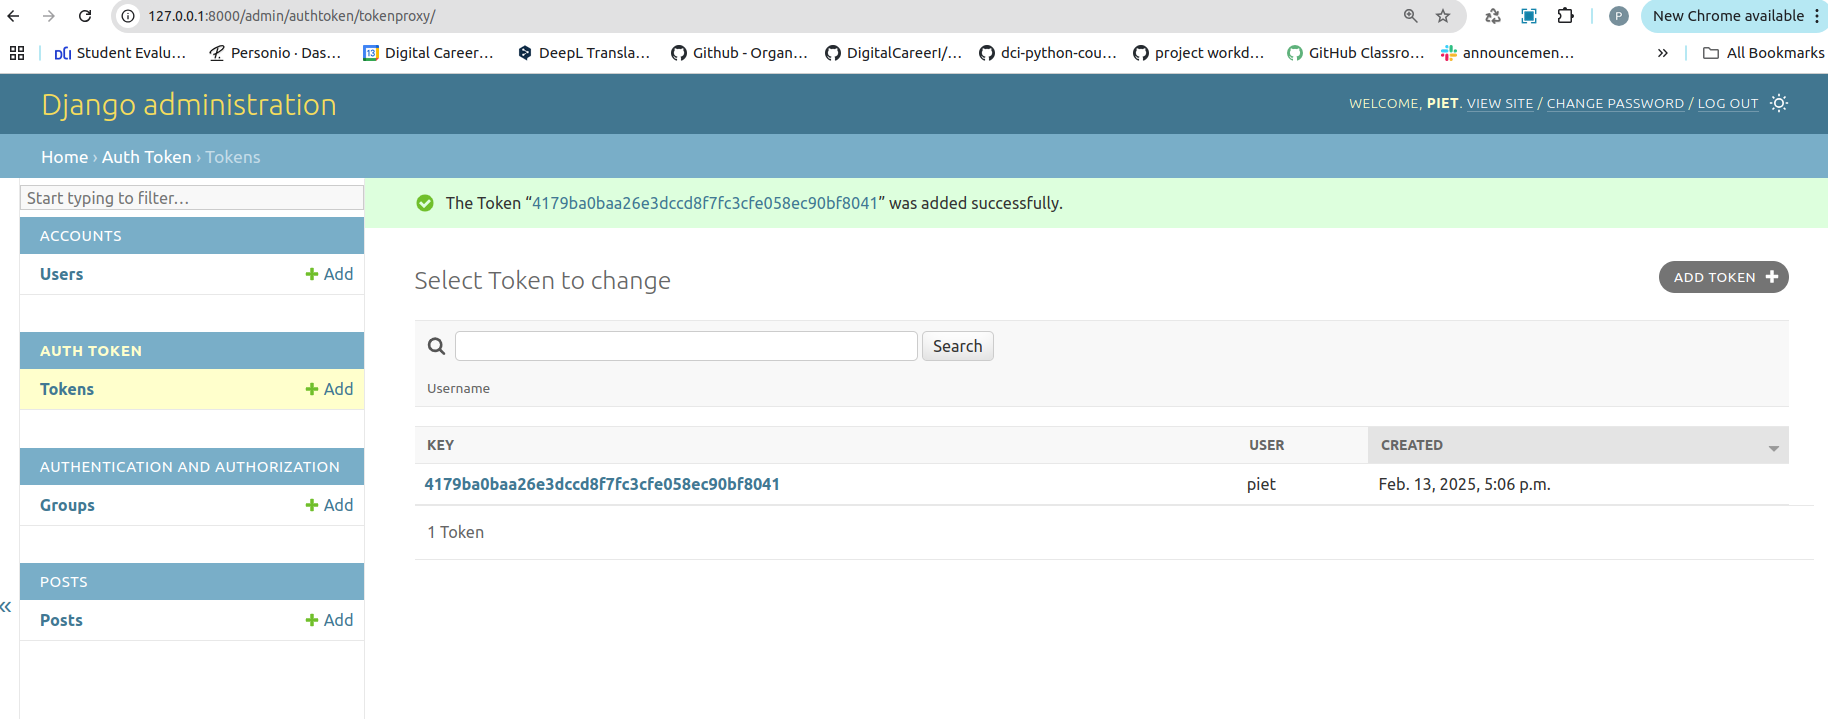 127.0.0.1:8000/admin/authtoken/tokenproxy/
P
New Chrome available
Student Evalu...
Personio · Das...
13
Digital Career...
DeepL Transla...
Github - Organ...
DigitalCareerI/...
dci-python-cou...
project workd...
GitHub Classro...
announcemen...
»
All Bookmarks
Django administration
WELCOME, PIET. VIEW SITE / CHANGE PASSWORD / LOG OUT
Home › Auth Token › Tokens
Start typing to filter...
ACCOUNTS
Users
Add
AUTH TOKEN
Tokens
Add
AUTHENTICATION AND AUTHORIZATION
Groups
Add
POSTS
Posts
Add
«
The Token “4179ba0baa26e3dccd8f7fc3cfe058ec90bf8041” was added successfully.
Select Token to change
ADD TOKEN
Search
Username
KEY USER CREATED
4179ba0baa26e3dccd8f7fc3cfe058ec90bf8041 piet Feb. 13, 2025, 5:06 p.m.
1 Token